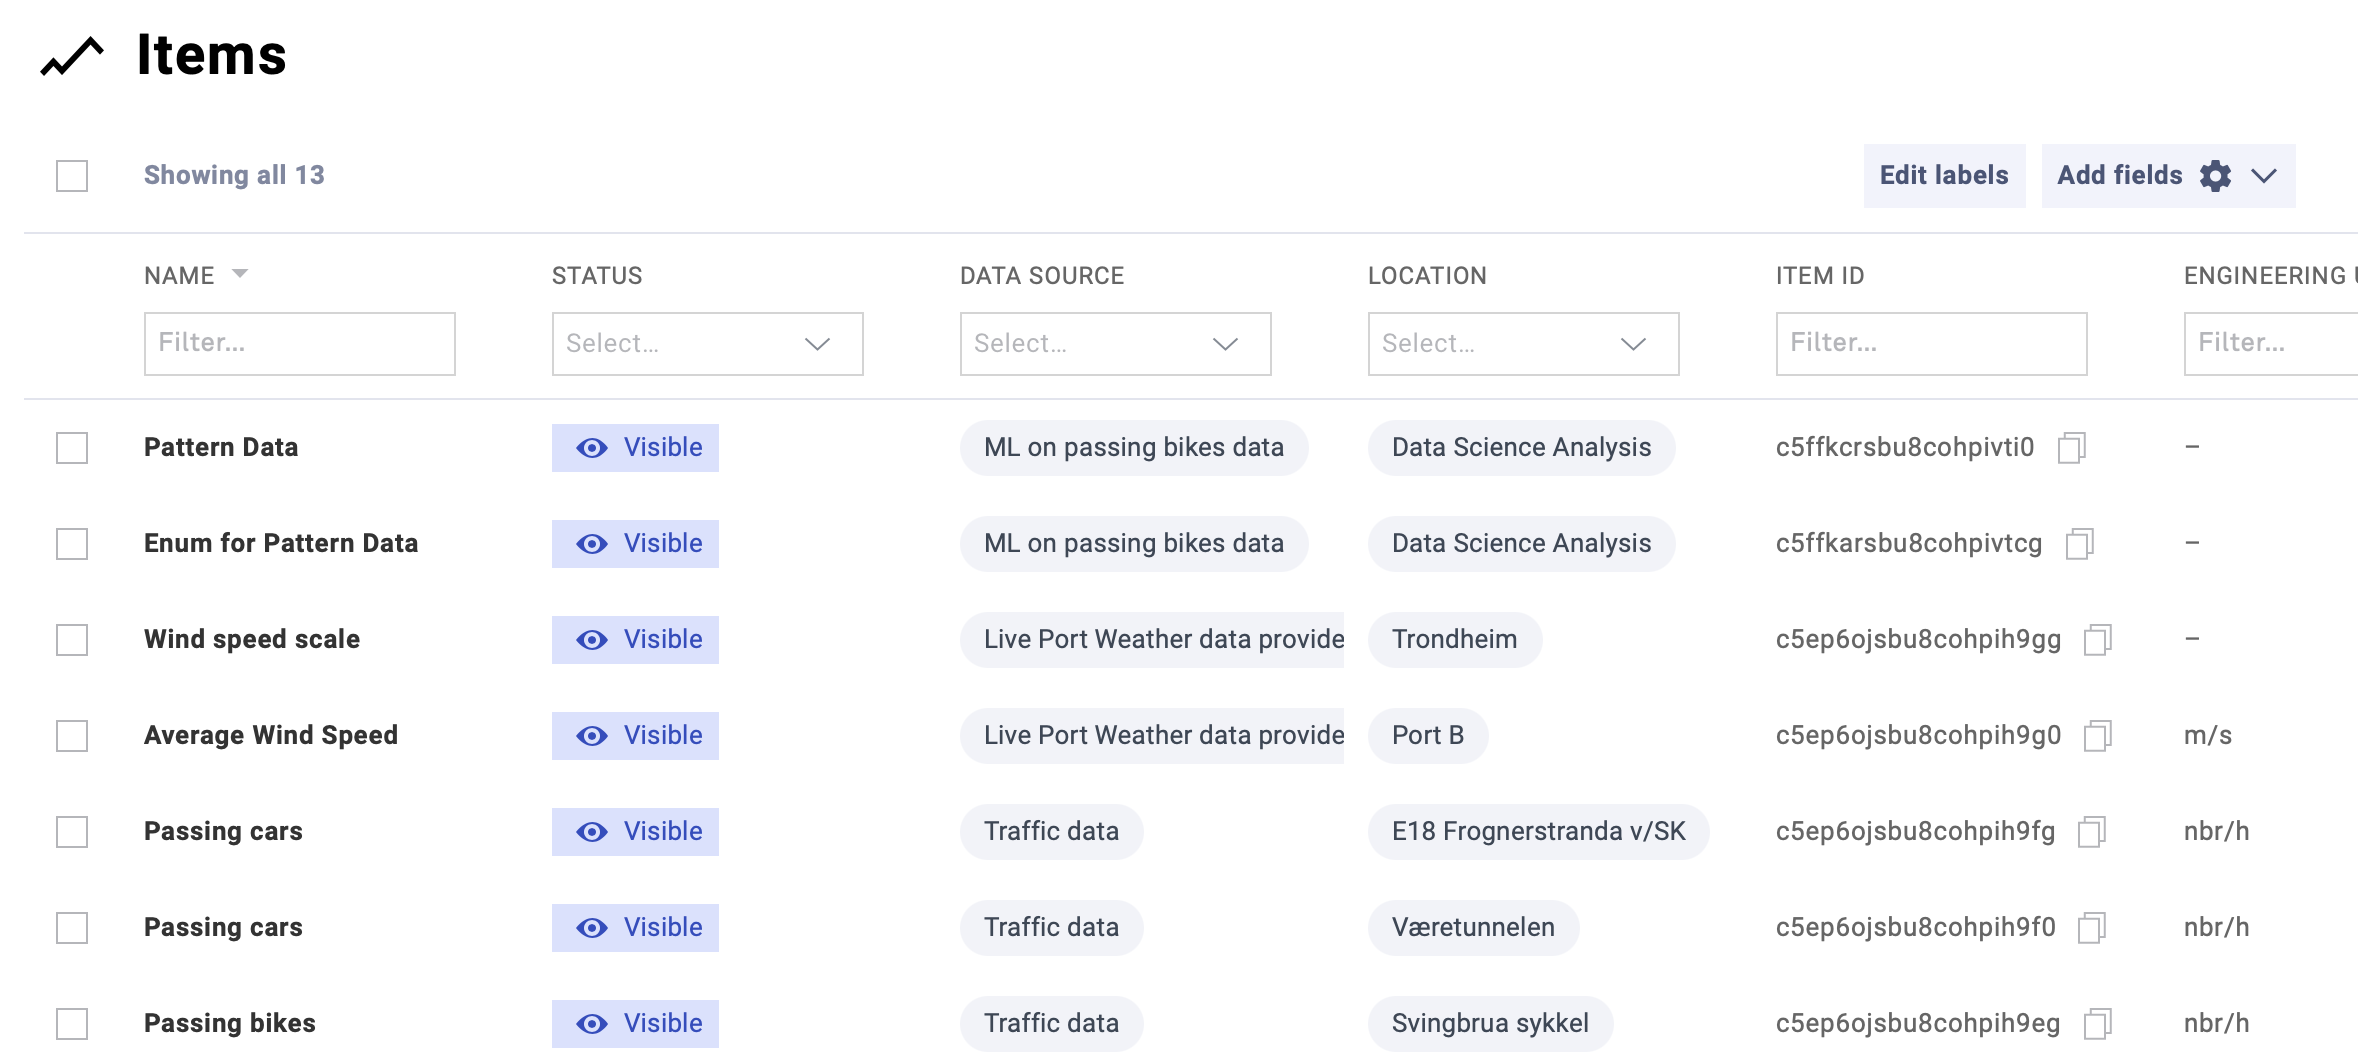 Items
Showing all 13
Edit labels
Add fields
NAME STATUS DATA SOURCE LOCATION ITEM ID ENGINEERING
Filter... Select... Select... Select... Filter... Filter...
Pattern Data Visible ML on passing bikes data Data Science Analysis c5ffkcrsbu8cohpivti0 –
Enum for Pattern Data Visible ML on passing bikes data Data Science Analysis c5ffkarsbu8cohpivtcg –
Wind speed scale Visible Live Port Weather data provide Trondheim c5ep6ojsbu8cohpih9gg –
Average Wind Speed Visible Live Port Weather data provide Port B c5ep6ojsbu8cohpih9g0 m/s
Passing cars Visible Traffic data E18 Frognerstranda v/SK c5ep6ojsbu8cohpih9fg nbr/h
Passing cars Visible Traffic data Væretunnelen c5ep6ojsbu8cohpih9f0 nbr/h
Passing bikes Visible Traffic data Svingbrua sykkel c5ep6ojsbu8cohpih9eg nbr/h